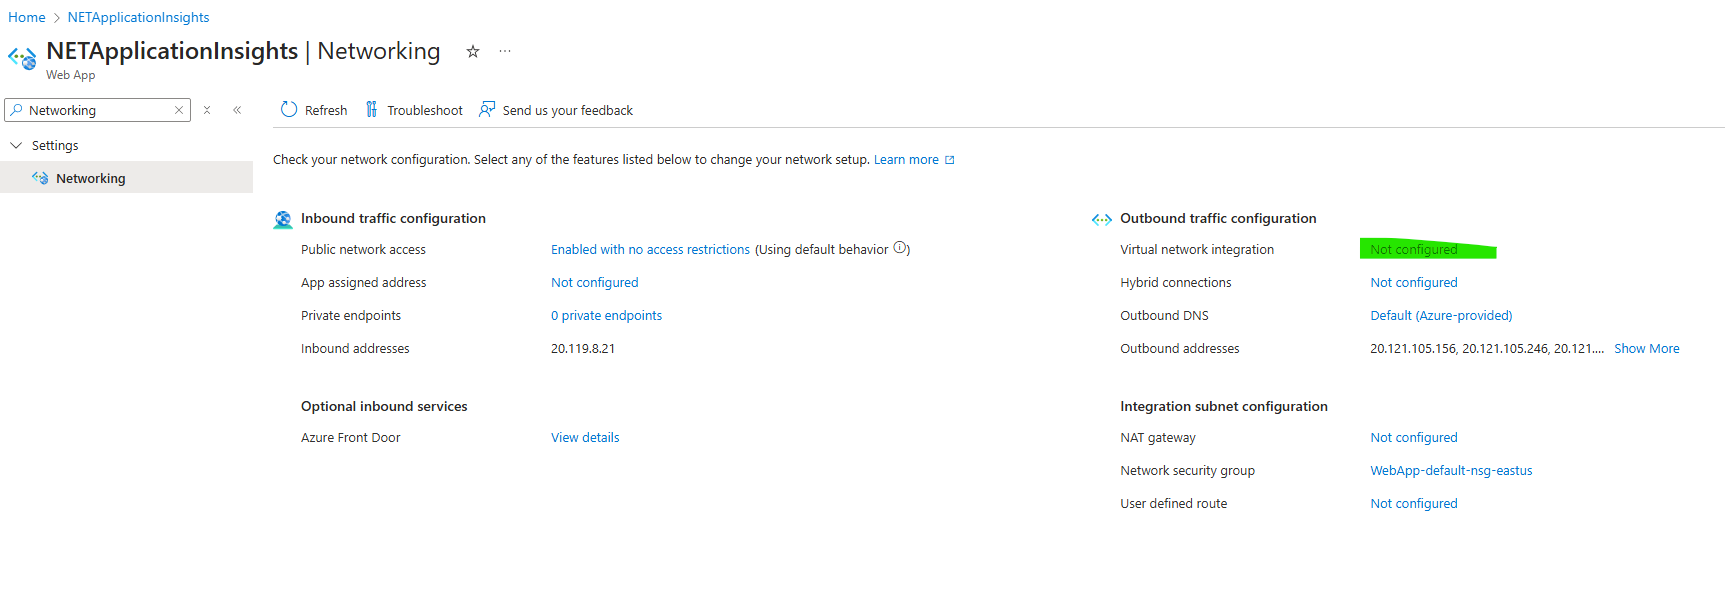 Home > NETApplicationInsights
NETApplicationInsights | Networking
Web App
Networking
Settings
Networking
Refresh Troubleshoot Send us your feedback
Check your network configuration. Select any of the features listed below to change your network setup. Learn more
Inbound traffic configuration
Public network access Enabled with no access restrictions (Using default behavior )
App assigned address Not configured
Private endpoints 0 private endpoints
Inbound addresses 20.119.8.21
Optional inbound services
Azure Front Door View details
Outbound traffic configuration
Virtual network integration Not configured
Hybrid connections Not configured
Outbound DNS Default (Azure-provided)
Outbound addresses 20.121.105.156, 20.121.105.246, 20.121.... Show More
Integration subnet configuration
NAT gateway Not configured
Network security group WebApp-default-nsg-eastus
User defined route Not configured